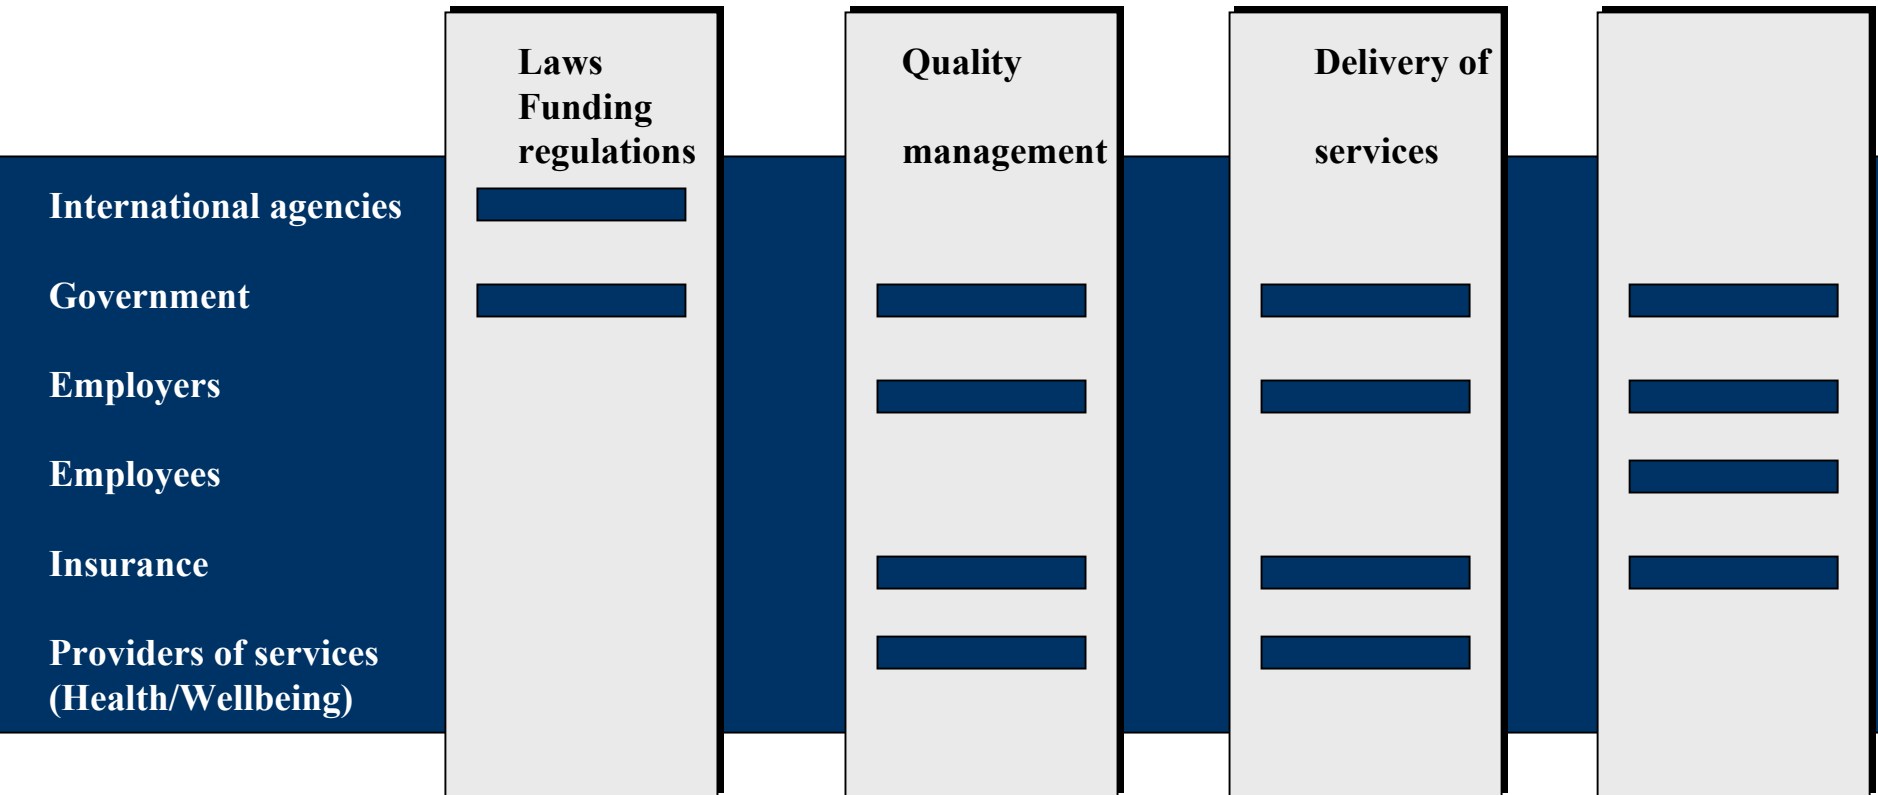 Laws
Funding
regulations
Quality
management
Delivery of
services
International agencies
Government
Employers
Employees
Insurance
Providers of services
(Health/Wellbeing)